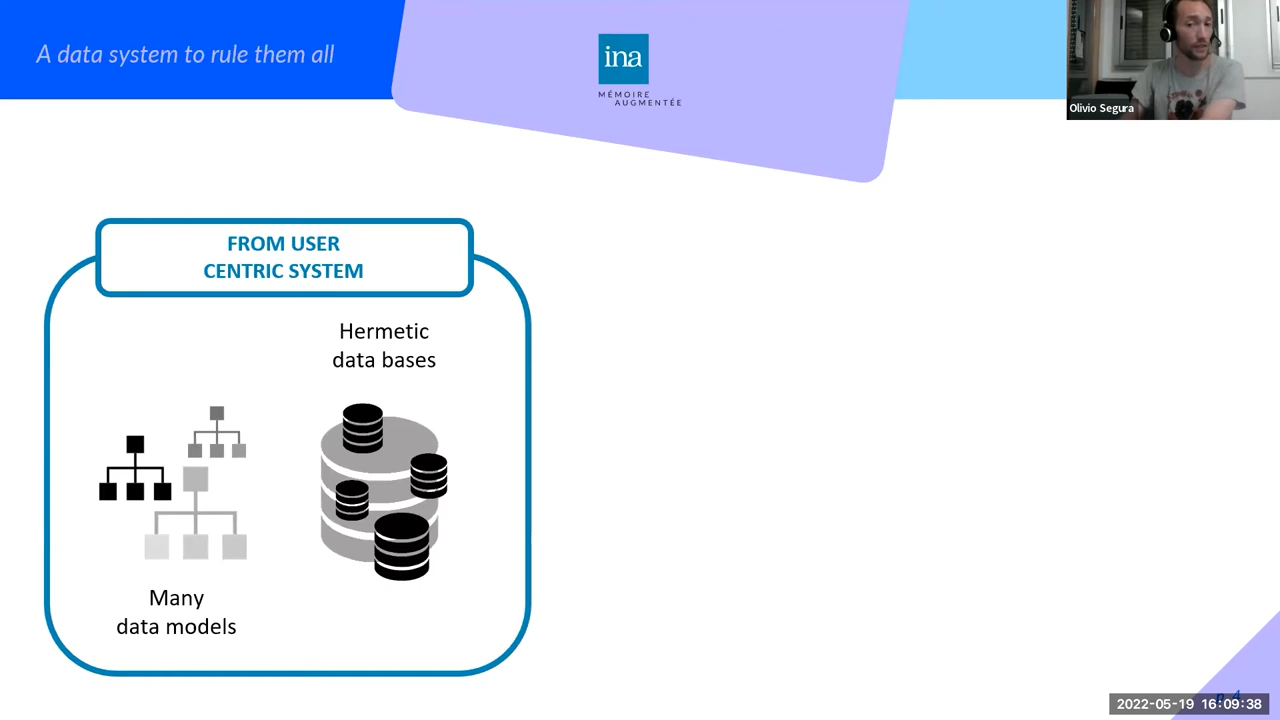 A data system to rule them all
ina
MÉMOIRE
AUGMENTÉE
Olivio Segura
FROM USER
CENTRIC SYSTEM
Hermetic
data bases
Many
data models
p. 4
2022-05-19 16:09:38